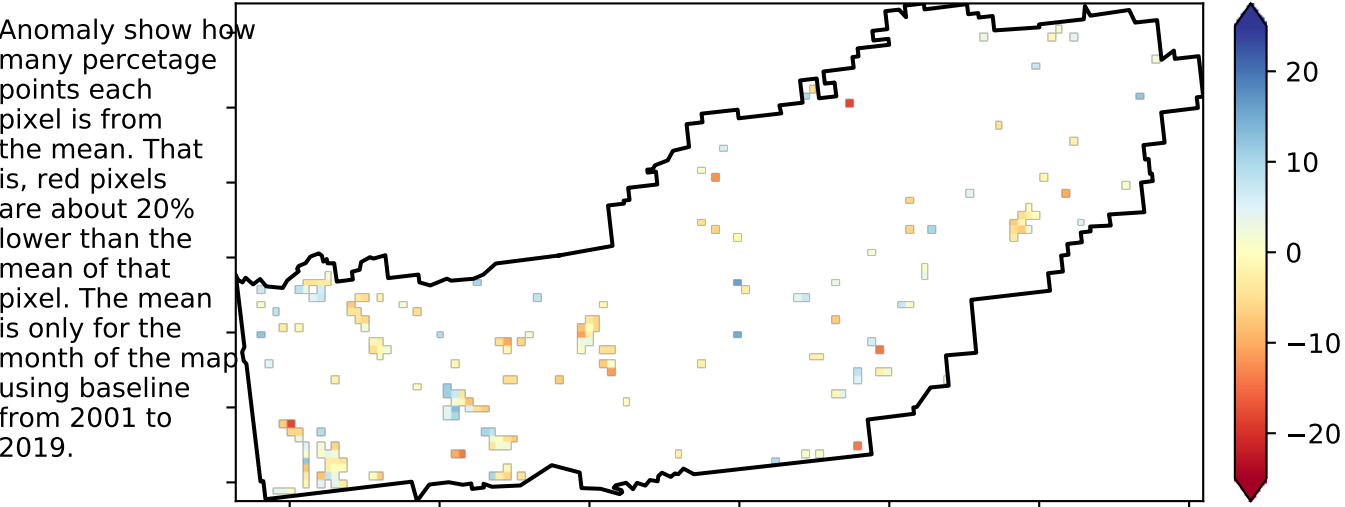 Anomaly show how
many percetage
points each
pixel is from
the mean. That
is, red pixels
are about 20%
lower than the
mean of that
pixel. The mean
is only for the
month of the map
using baseline
from 2001 to
2019.
20
10
0
−10
−20